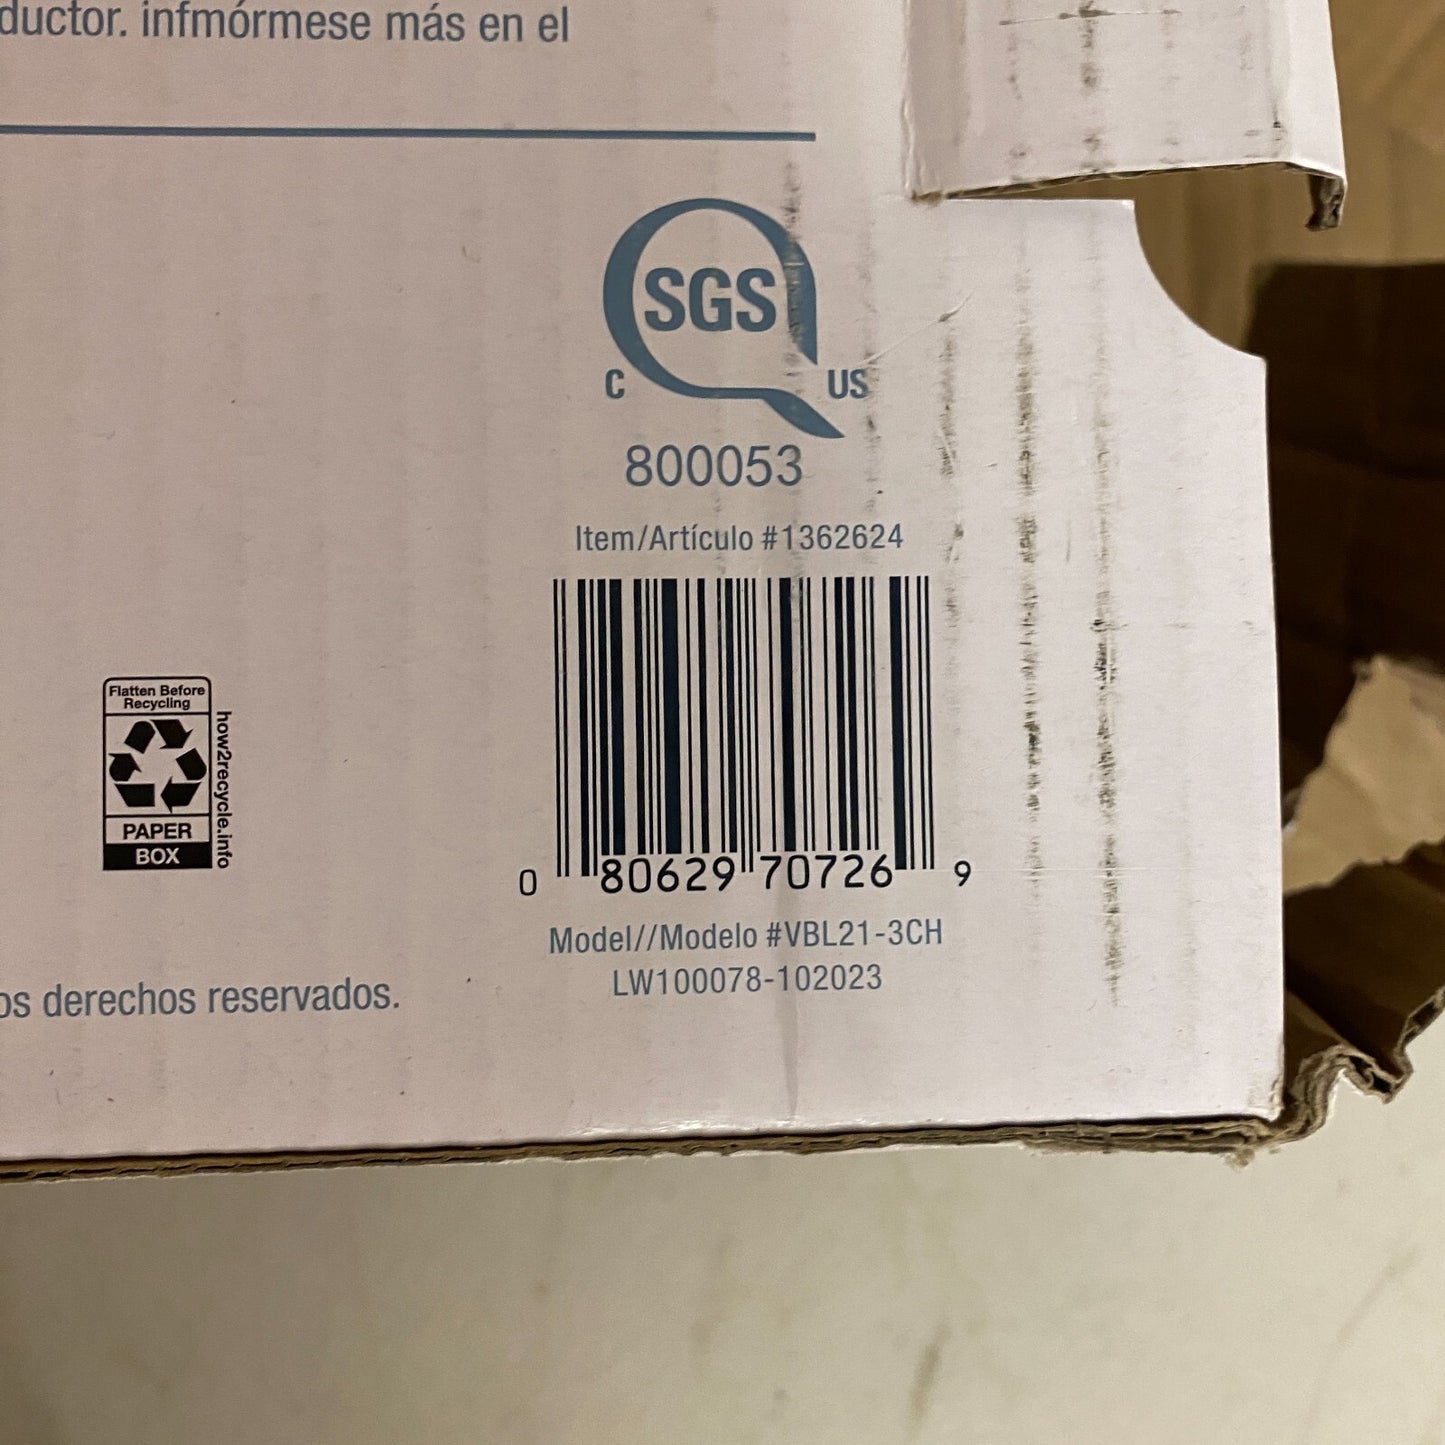 ductor. infmórmese más en el
SGS
C US
800053
Item/Artículo #1362624
Flatten Before
Recycling
how2recycle.info
PAPER
BOX
0 80629 70726 9
Model//Modelo #VBL21-3CH
LW100078-102023
os derechos reservados.